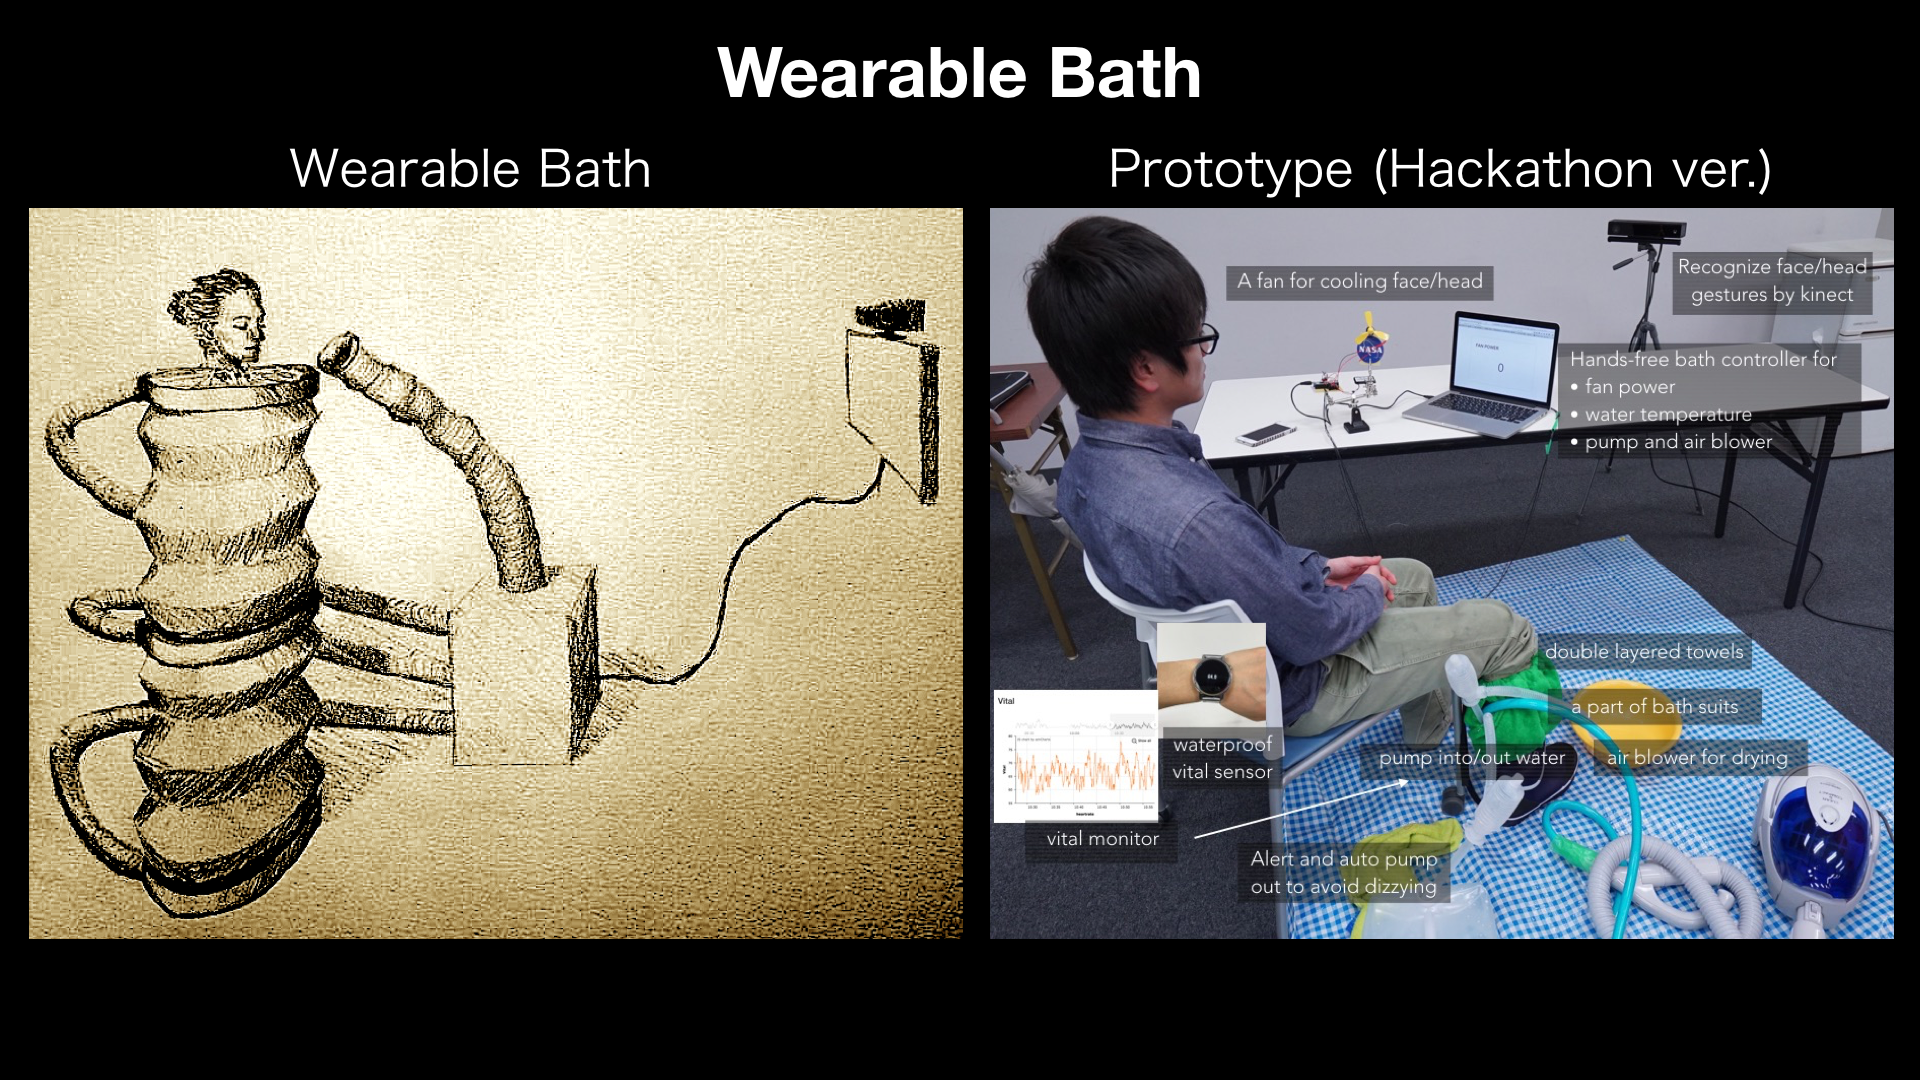 Wearable Bath
Wearable Bath
Prototype (Hackathon ver.)
A fan for cooling face/head
Recognize face/head
gestures by kinect
NASA
FAN POWER
0
Hands-free bath controller for
• fan power
• water temperature
• pump and air blower
double layered towels
a part of bath suits
pump into/out water
air blower for drying
waterproof
vital sensor
Vital
Heartrate
vital monitor
Alert and auto pump
out to avoid dizzying